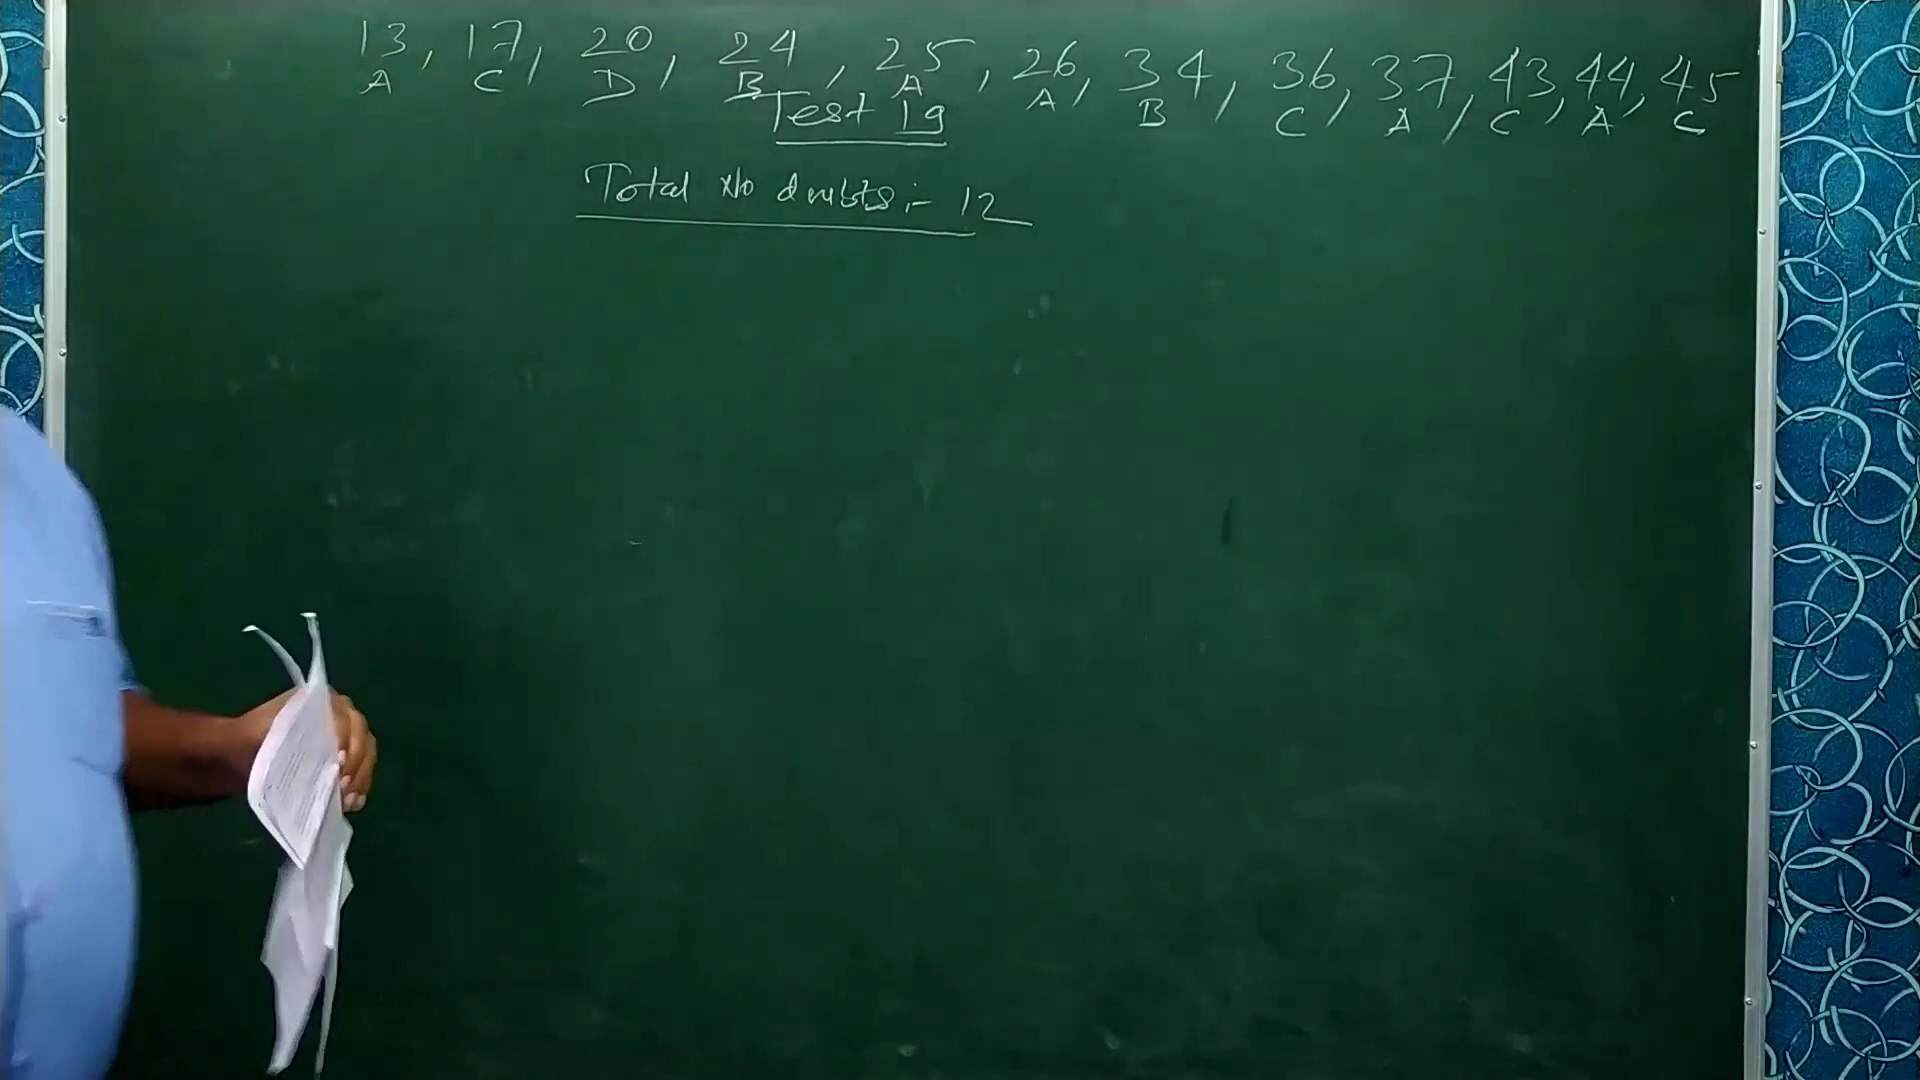 13, 17, 20, 24, 25, 26, 34, 36, 37, 43, 44, 45
A C D B A A B C A C A C
Test 19
Total No doubts :- 12